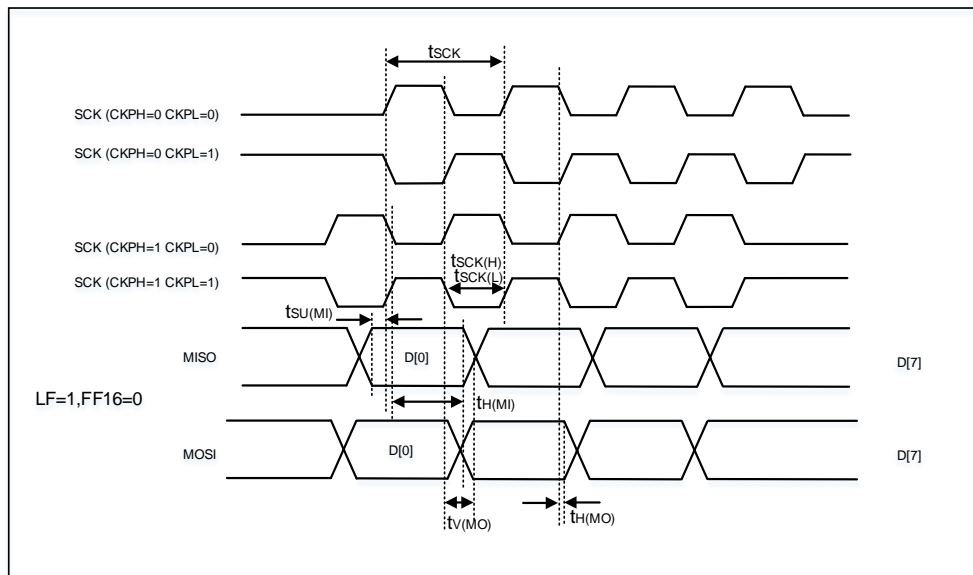 tSCK
SCK (CKPH=0 CKPL=0)
SCK (CKPH=0 CKPL=1)
SCK (CKPH=1 CKPL=0)
tSCK(H)
tSCK(L)
SCK (CKPH=1 CKPL=1)
tSU(MI)
MISO
D[0]
D[7]
LF=1,FF16=0
tH(MI)
MOSI
D[0]
D[7]
tV(MO)
tH(MO)